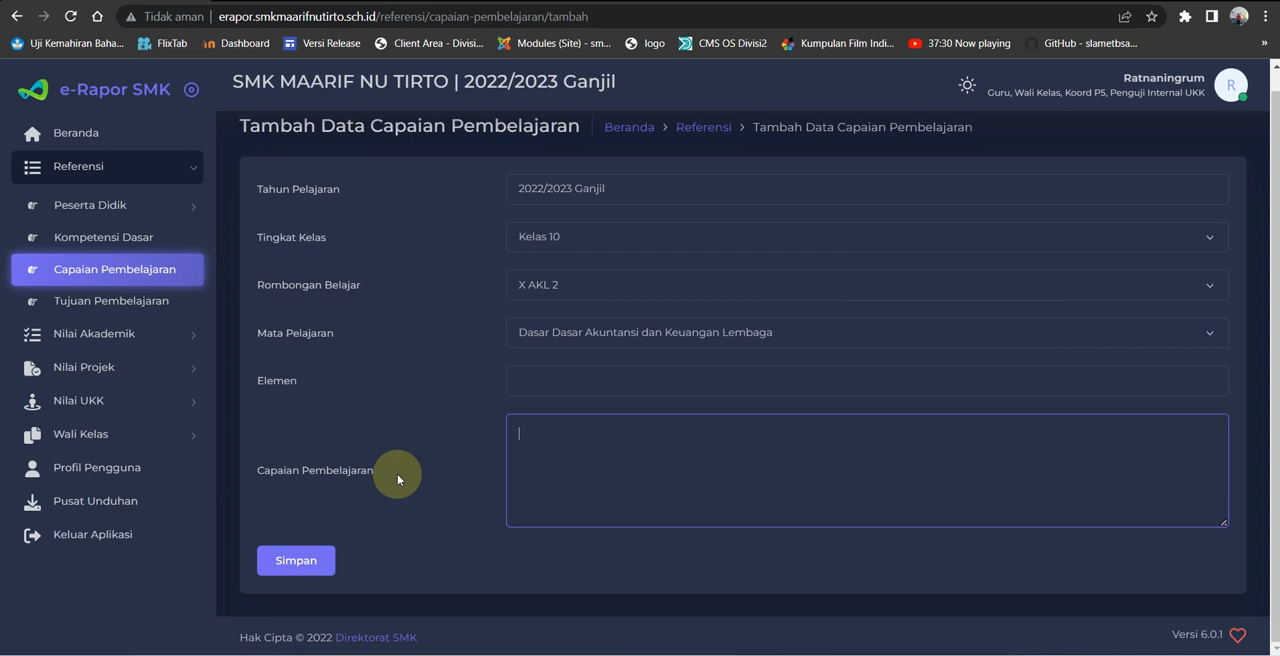 Tidak aman | erapor.smkmaarifnutirto.sch.id/referensi/capaian-pembelajaran/tambah
Uji Kemahiran Baha... FlixTab Dashboard Versi Release Client Area - Divisi... Modules (Site) - sm... logo CMS OS Divisi2 Kumpulan Film Indi... 37:30 Now playing GitHub - slametbsa... »
e-Rapor SMK
SMK MAARIF NU TIRTO | 2022/2023 Ganjil
Ratnaningrum
Guru, Wali Kelas, Koord P5, Penguji Internal UKK
R
Beranda
Referensi
Peserta Didik
Kompetensi Dasar
Capaian Pembelajaran
Tujuan Pembelajaran
Nilai Akademik
Nilai Projek
Nilai UKK
Wali Kelas
Profil Pengguna
Pusat Unduhan
Keluar Aplikasi
Tambah Data Capaian Pembelajaran
Beranda > Referensi > Tambah Data Capaian Pembelajaran
Tahun Pelajaran 2022/2023 Ganjil
Tingkat Kelas Kelas 10
Rombongan Belajar X AKL 2
Mata Pelajaran Dasar Dasar Akuntansi dan Keuangan Lembaga
Elemen
Capaian Pembelajaran
Simpan
Hak Cipta © 2022 Direktorat SMK
Versi 6.0.1